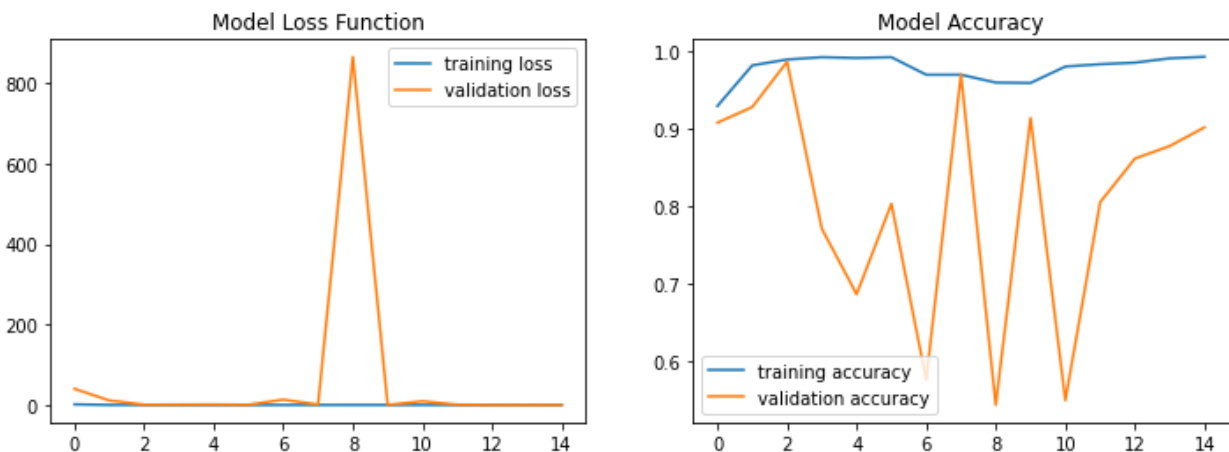 Model Loss Function
800
600
400
200
0
training loss
validation loss
0 2 4 6 8 10 12 14
Model Accuracy
1.0
0.9
0.8
0.7
0.6
training accuracy
validation accuracy
0 2 4 6 8 10 12 14